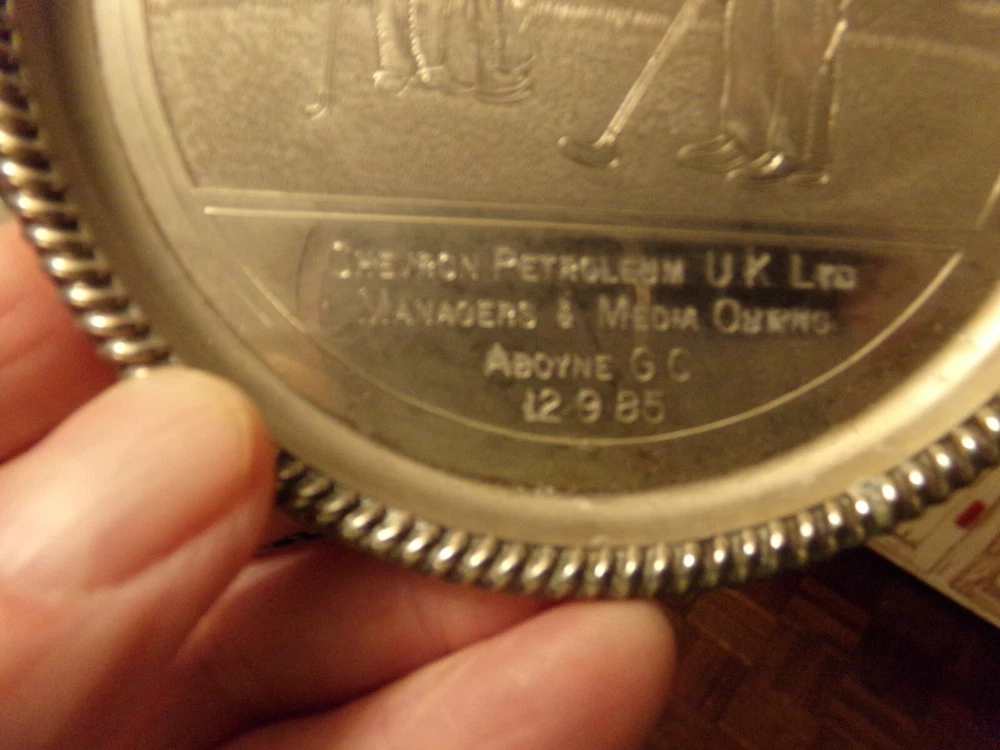 CHEVRON PETROLEUM U K LTD
MANAGERS & MEDIA OUTING
ABOYNE G C
12 9 85